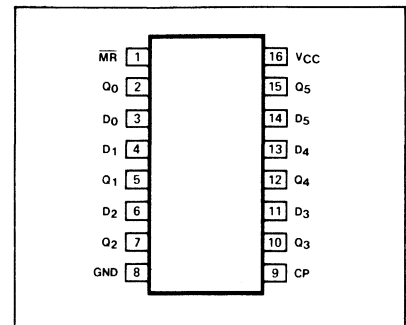 M̅R̅ 1 16 VCC
Q0 2 15 Q5
D0 3 14 D5
D1 4 13 D4
Q1 5 12 Q4
D2 6 11 D3
Q2 7 10 Q3
GND 8 9 CP